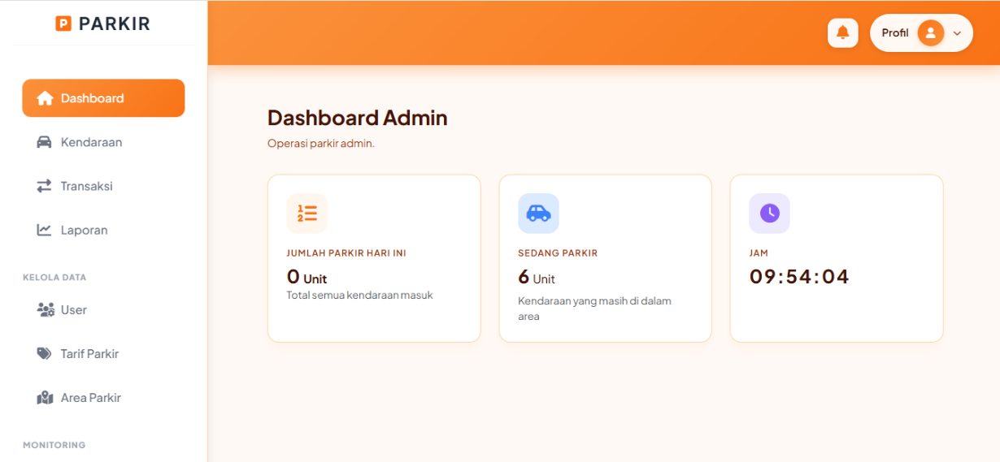 P PARKIR
Profil
Dashboard
Kendaraan
Transaksi
Laporan
KELOLA DATA
User
Tarif Parkir
Area Parkir
MONITORING
Dashboard Admin
Operasi parkir admin.
1
2
JUMLAH PARKIR HARI INI
0 Unit
Total semua kendaraan masuk
SEDANG PARKIR
6 Unit
Kendaraan yang masih di dalam
area
JAM
09:54:04